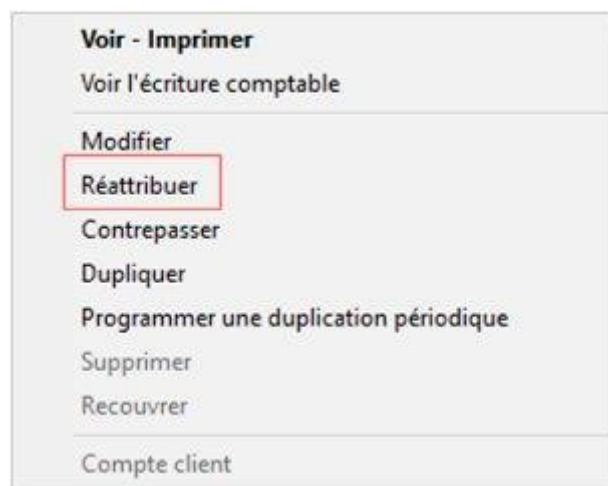 Voir - Imprimer
Voir l'écriture comptable
Modifier
Réattribuer
Contrepasser
Dupliquer
Programmer une duplication périodique
Supprimer
Recouvrer
Compte client